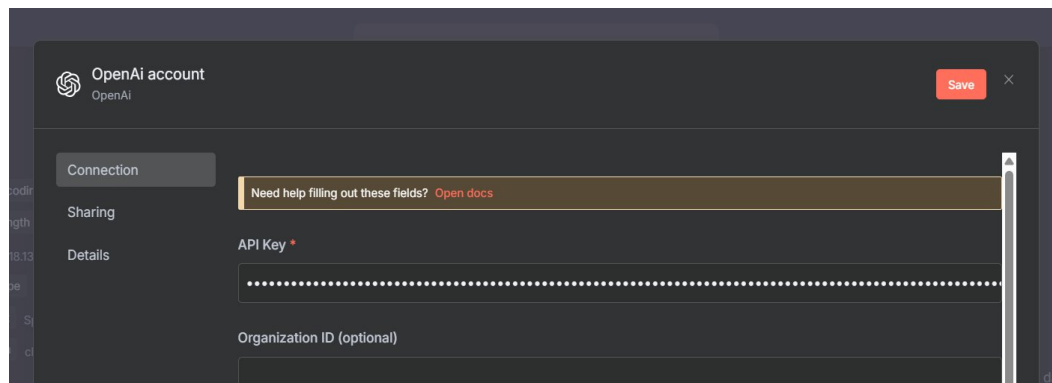 OpenAi account
OpenAi
Save
Connection
Need help filling out these fields? Open docs
Sharing
API Key *
Details
Organization ID (optional)